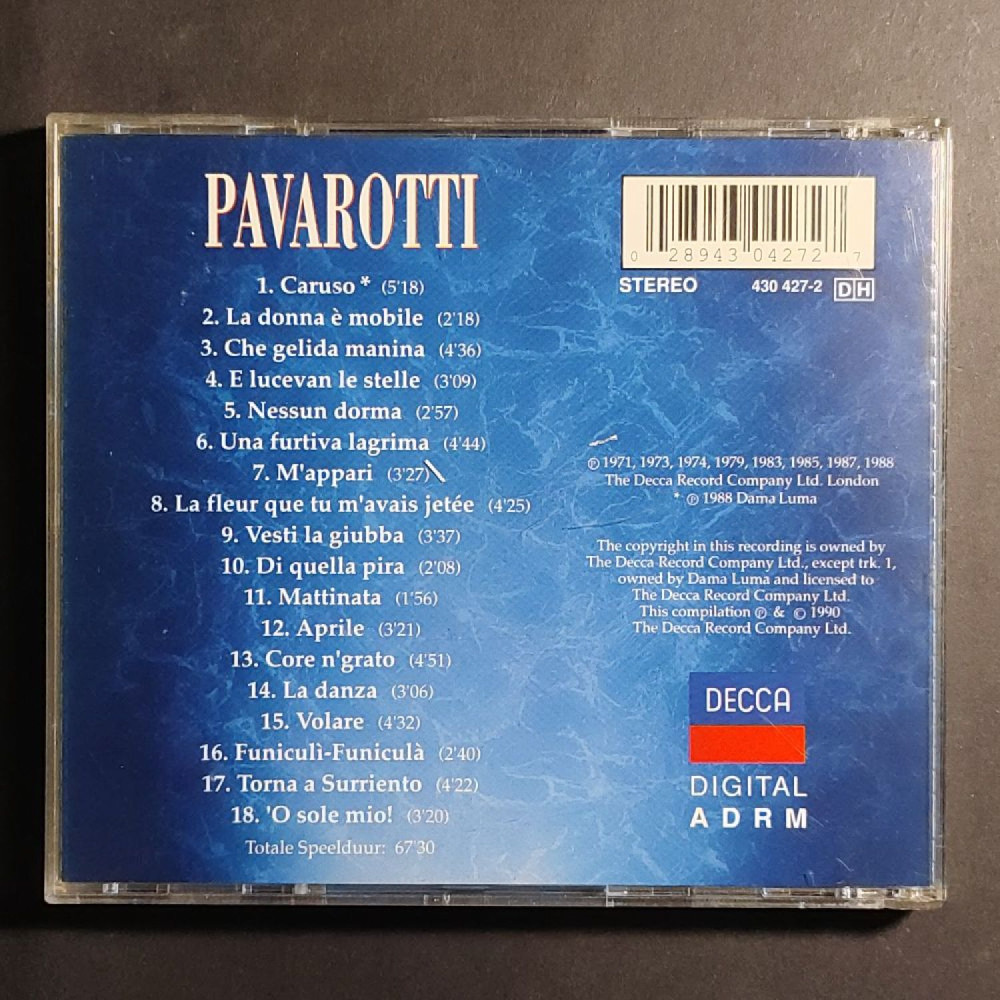 PAVAROTTI
1. Caruso * (5'18)
2. La donna è mobile (2'18)
3. Che gelida manina (4'36)
4. E lucevan le stelle (3'09)
5. Nessun dorma (2'57)
6. Una furtiva lagrima (4'44)
7. M'appari (3'27)
8. La fleur que tu m'avais jetée (4'25)
9. Vesti la giubba (3'37)
10. Di quella pira (2'08)
11. Mattinata (1'56)
12. Aprile (3'21)
13. Core n'grato (4'51)
14. La danza (3'06)
15. Volare (4'32)
16. Funiculì-Funiculà (2'40)
17. Torna a Surriento (4'22)
18. 'O sole mio! (3'20)
Totale Speelduur: 67'30
0 28943 04272 7
STEREO 430 427-2 DH
℗ 1971, 1973, 1974, 1979, 1983, 1985, 1987, 1988
The Decca Record Company Ltd. London
* ℗ 1988 Dama Luma
The copyright in this recording is owned by
The Decca Record Company Ltd., except trk. 1,
owned by Dama Luma and licensed to
The Decca Record Company Ltd.
This compilation ℗ & © 1990
The Decca Record Company Ltd.
DECCA
DIGITAL
ADRM